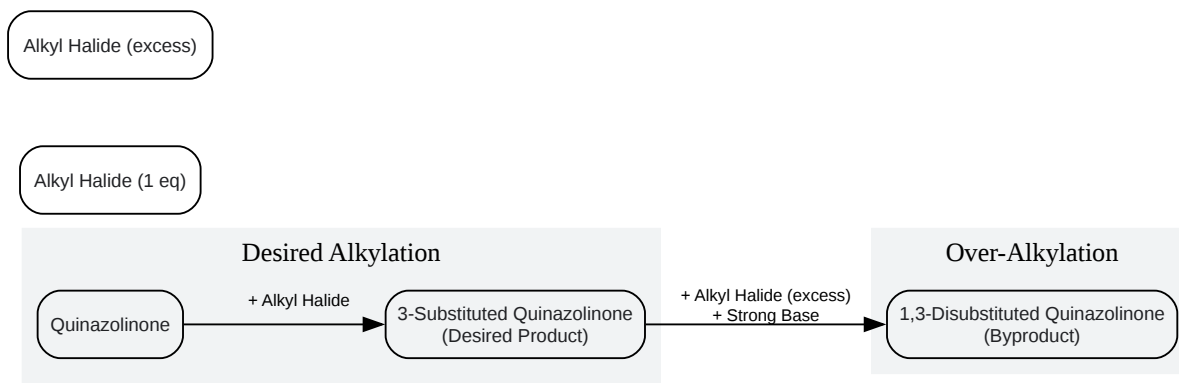 Alkyl Halide (excess)
Alkyl Halide (1 eq)
Desired Alkylation
Over-Alkylation
Quinazolinone
+ Alkyl Halide
3-Substituted Quinazolinone
(Desired Product)
+ Alkyl Halide (excess)
+ Strong Base
1,3-Disubstituted Quinazolinone
(Byproduct)